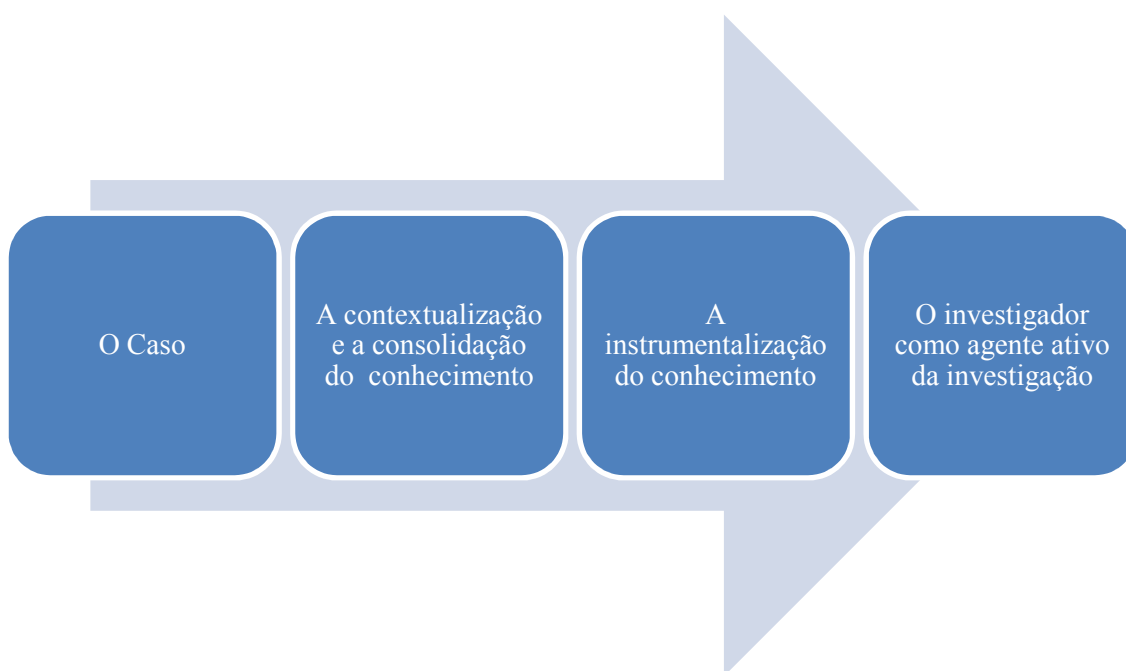 O Caso
A contextualização
e a consolidação
do conhecimento
A
instrumentalização
do conhecimento
O investigador
como agente ativo
da investigação